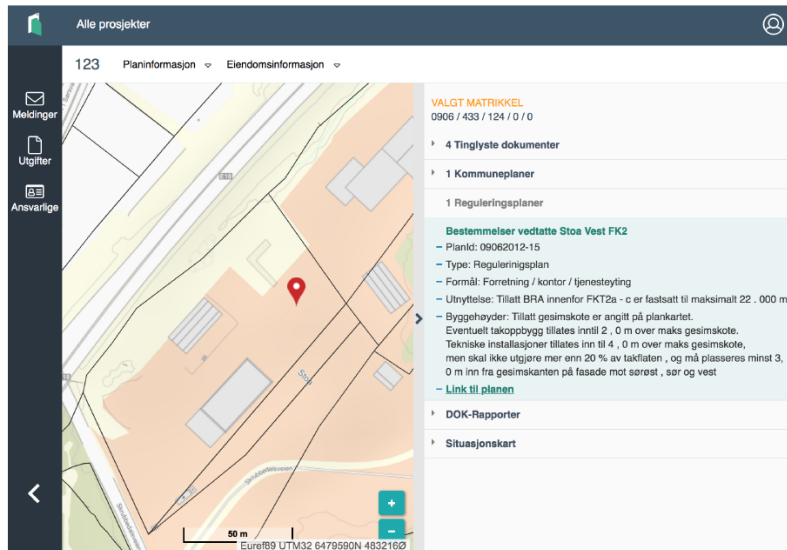 Alle prosjekter
123 Planinformasjon Eiendomsinformasjon
Meldinger
Utgifter
Ansvarlige
VALGT MATRIKKEL
0906 / 433 / 124 / 0 / 0
4 Tinglyste dokumenter
1 Kommuneplaner
1 Reguleringsplaner
Bestemmelser vedtatte Stoa Vest FK2
– PlanId: 09062012-15
– Type: Regulerinigsplan
– Formål: Forretning / kontor / tjenesteyting
– Utnyttelse: Tillatt BRA innenfor FKT2a - c er fastsatt til maksimalt 22 . 000 m
– Byggehøyder: Tillatt gesimskote er angitt på plankartet.
Eventuelt takoppbygg tillates inntil 2 , 0 m over maks gesimskote.
Tekniske installasjoner tillates inn til 4 , 0 m over maks gesimskote,
men skal ikke utgjøre mer enn 20 % av takflaten , og må plasseres minst 3,
0 m inn fra gesimskanten på fasade mot sørøst , sør og vest
– Link til planen
DOK-Rapporter
Situasjonskart
Stoa
50 m
+
−
Euref89 UTM32 6479590N 483216Ø